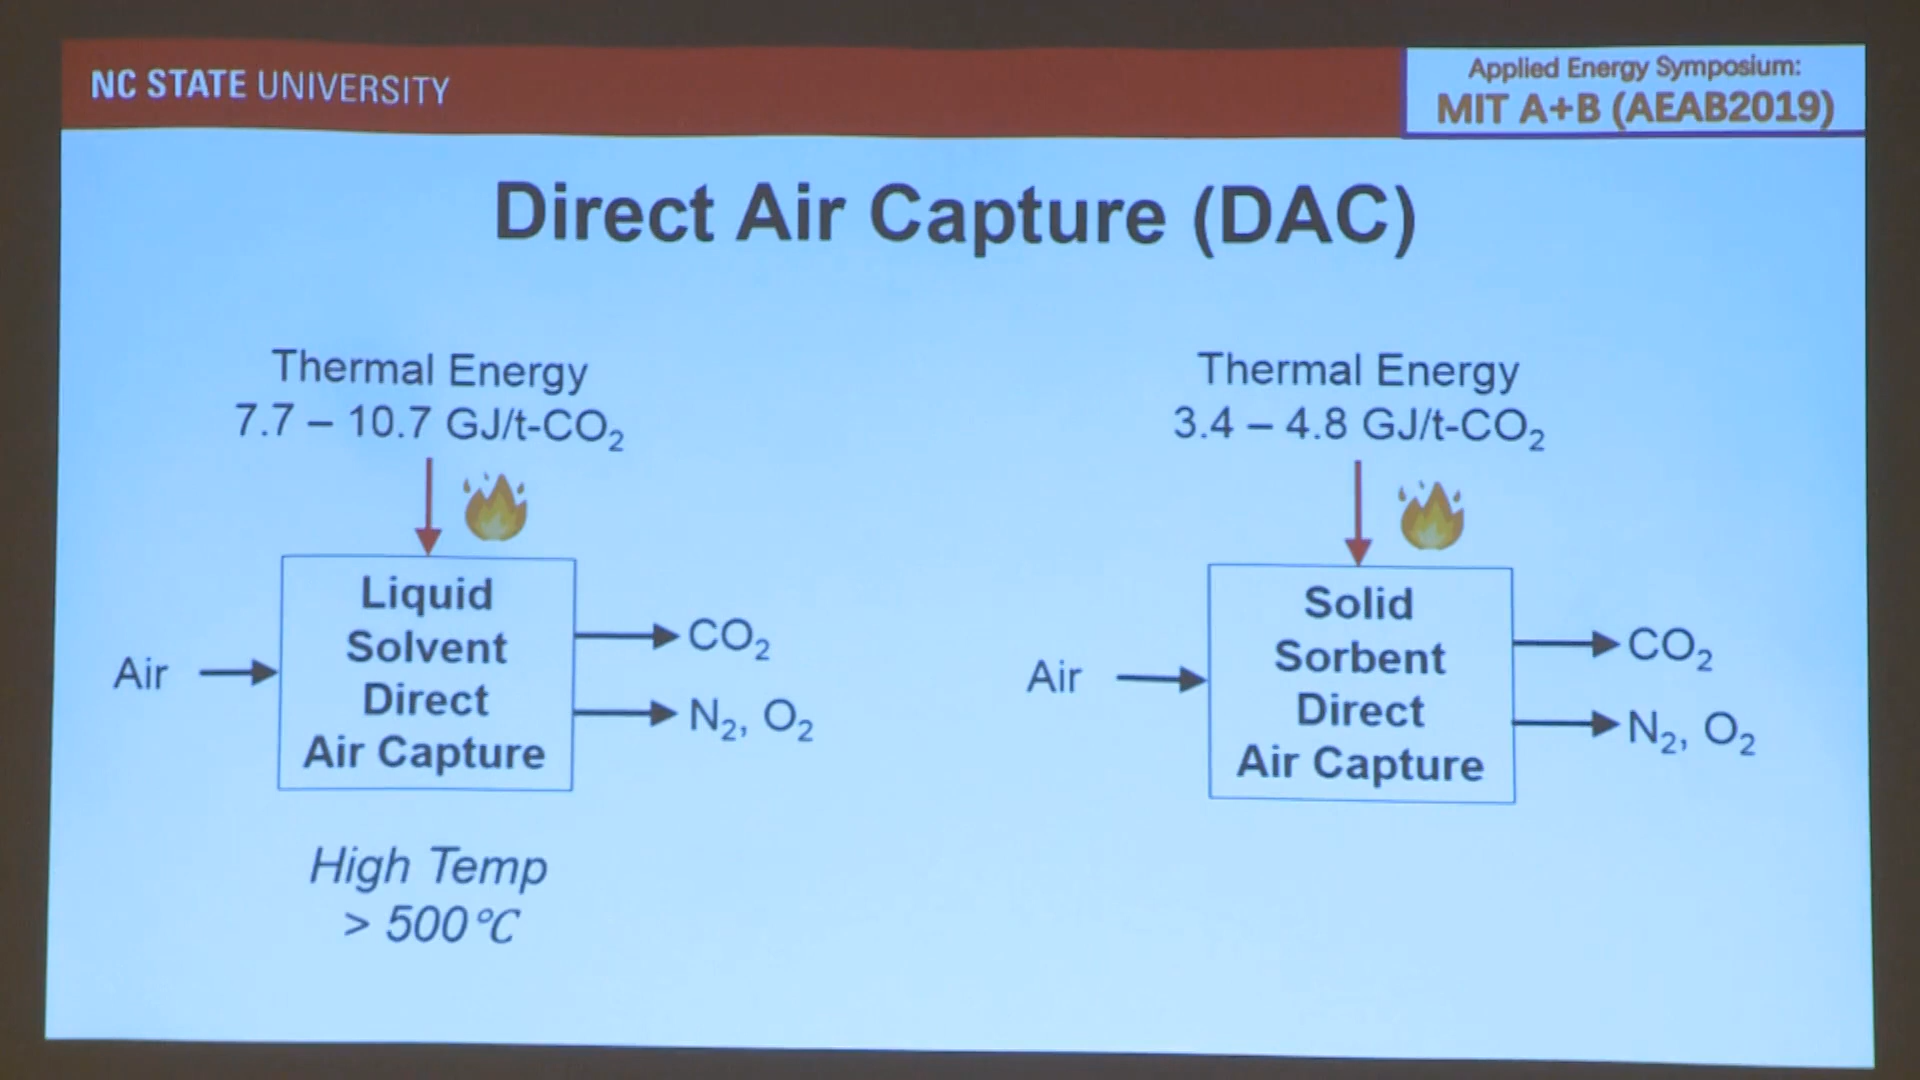 NC STATE UNIVERSITY
Applied Energy Symposium:
MIT A+B (AEAB2019)
Direct Air Capture (DAC)
Thermal Energy
7.7 – 10.7 GJ/t-CO₂
Liquid
Solvent
Direct
Air Capture
Air
CO₂
N₂, O₂
High Temp
> 500℃
Thermal Energy
3.4 – 4.8 GJ/t-CO₂
Solid
Sorbent
Direct
Air Capture
Air
CO₂
N₂, O₂